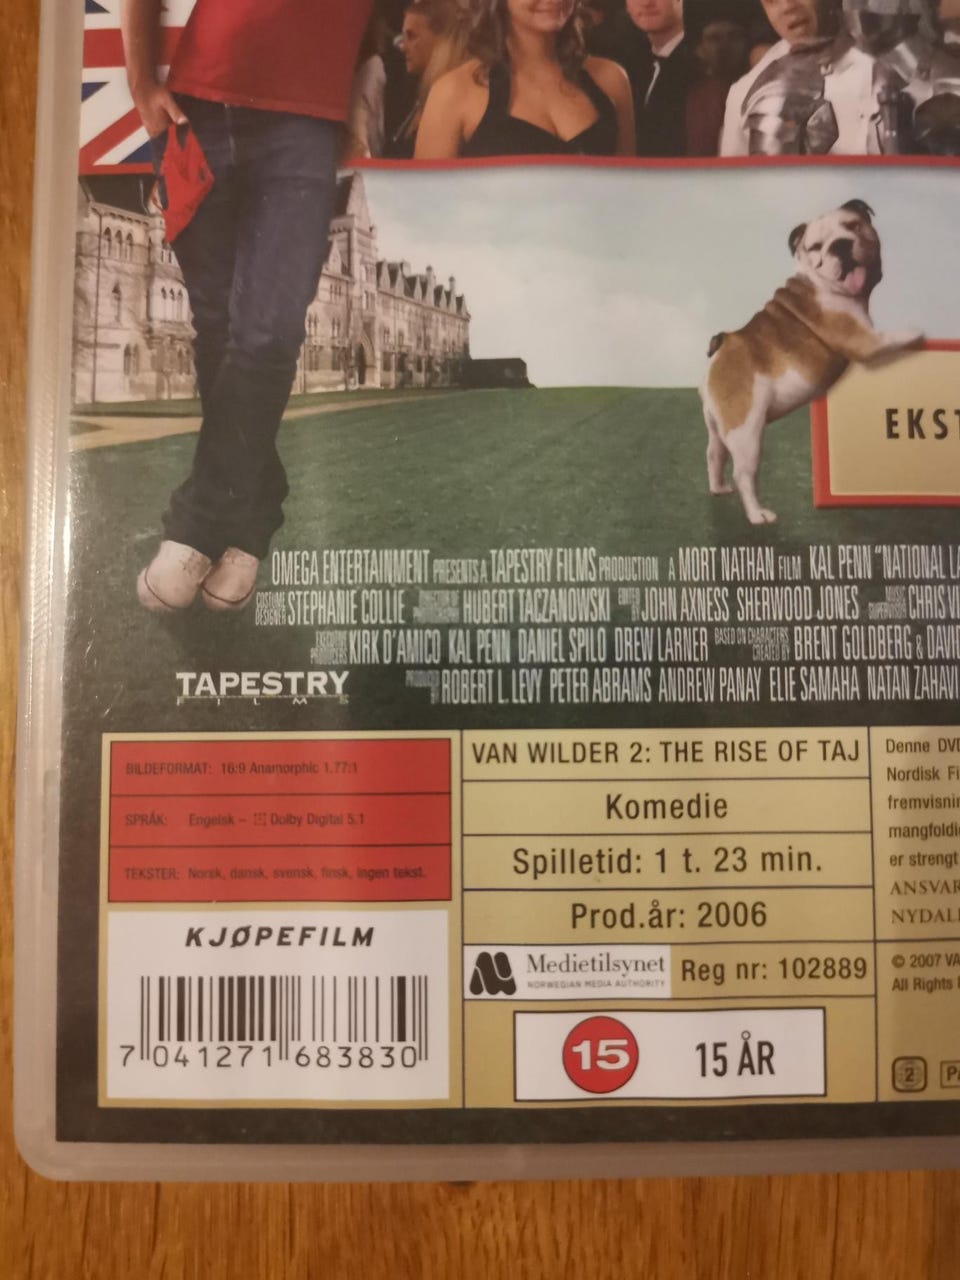 EKST
OMEGA ENTERTAINMENT PRESENTS A TAPESTRY FILMS PRODUCTION A MORT NATHAN FILM KAL PENN "NATIONAL LA
COSTUME DESIGNER STEPHANIE COLLIE DIRECTOR OF PHOTOGRAPHY HUBERT TACZANOWSKI EDITED BY JOHN AXNESS SHERWOOD JONES MUSIC SUPERVISOR CHRIS VI
EXECUTIVE PRODUCERS KIRK D'AMICO KAL PENN DANIEL SPILO DREW LARNER BASED ON CHARACTERS CREATED BY BRENT GOLDBERG & DAVID
PRODUCED BY ROBERT L. LEVY PETER ABRAMS ANDREW PANAY ELIE SAMAHA NATAN ZAHAVI
TAPESTRY
FILMS
BILDEFORMAT: 16:9 Anamorphic 1.77:1
SPRÅK: Engelsk – Dolby Digital 5.1
TEKSTER: Norsk, dansk, svensk, finsk, ingen tekst.
KJØPEFILM
7 041271 683830
VAN WILDER 2: THE RISE OF TAJ
Komedie
Spilletid: 1 t. 23 min.
Prod.år: 2006
Medietilsynet
NORWEGIAN MEDIA AUTHORITY
Reg nr: 102889
15 15 ÅR
Denne DVD
Nordisk Fi
fremvisnin
mangfoldi
er strengt
ANSVAR
NYDALE
© 2007 VA
All Rights
2 PA